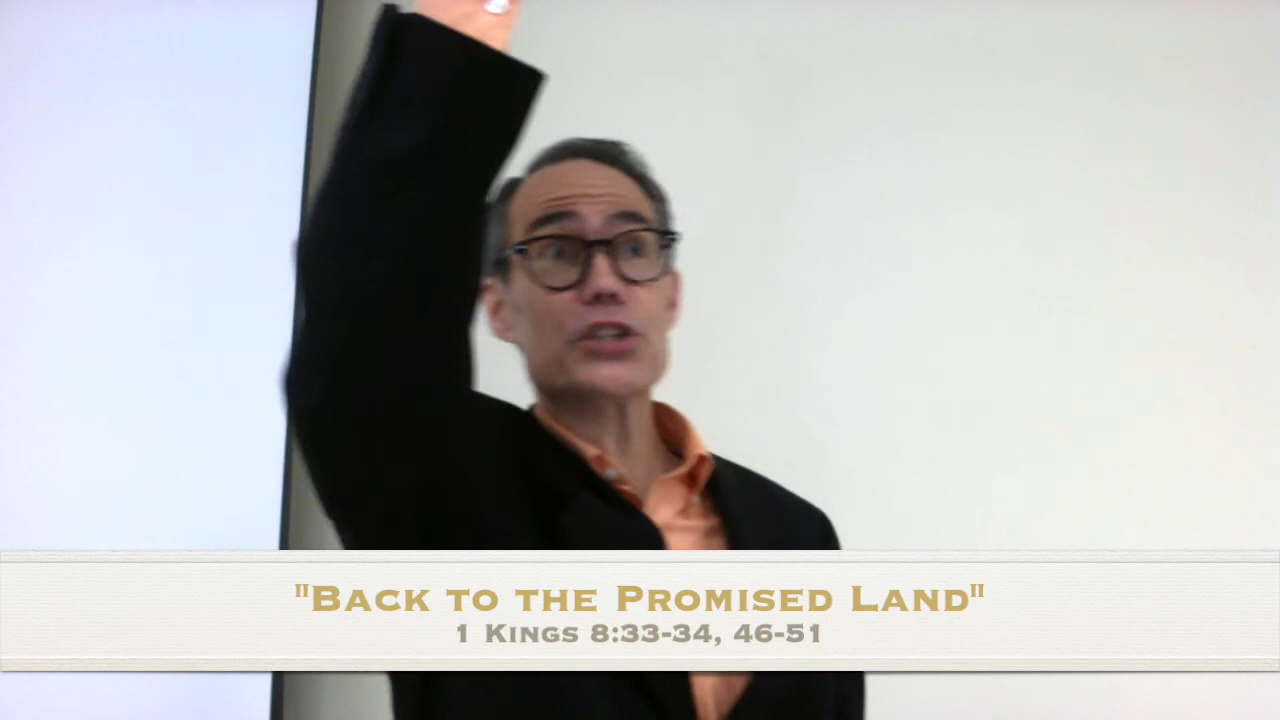 "Back to the Promised Land"
1 Kings 8:33-34, 46-51